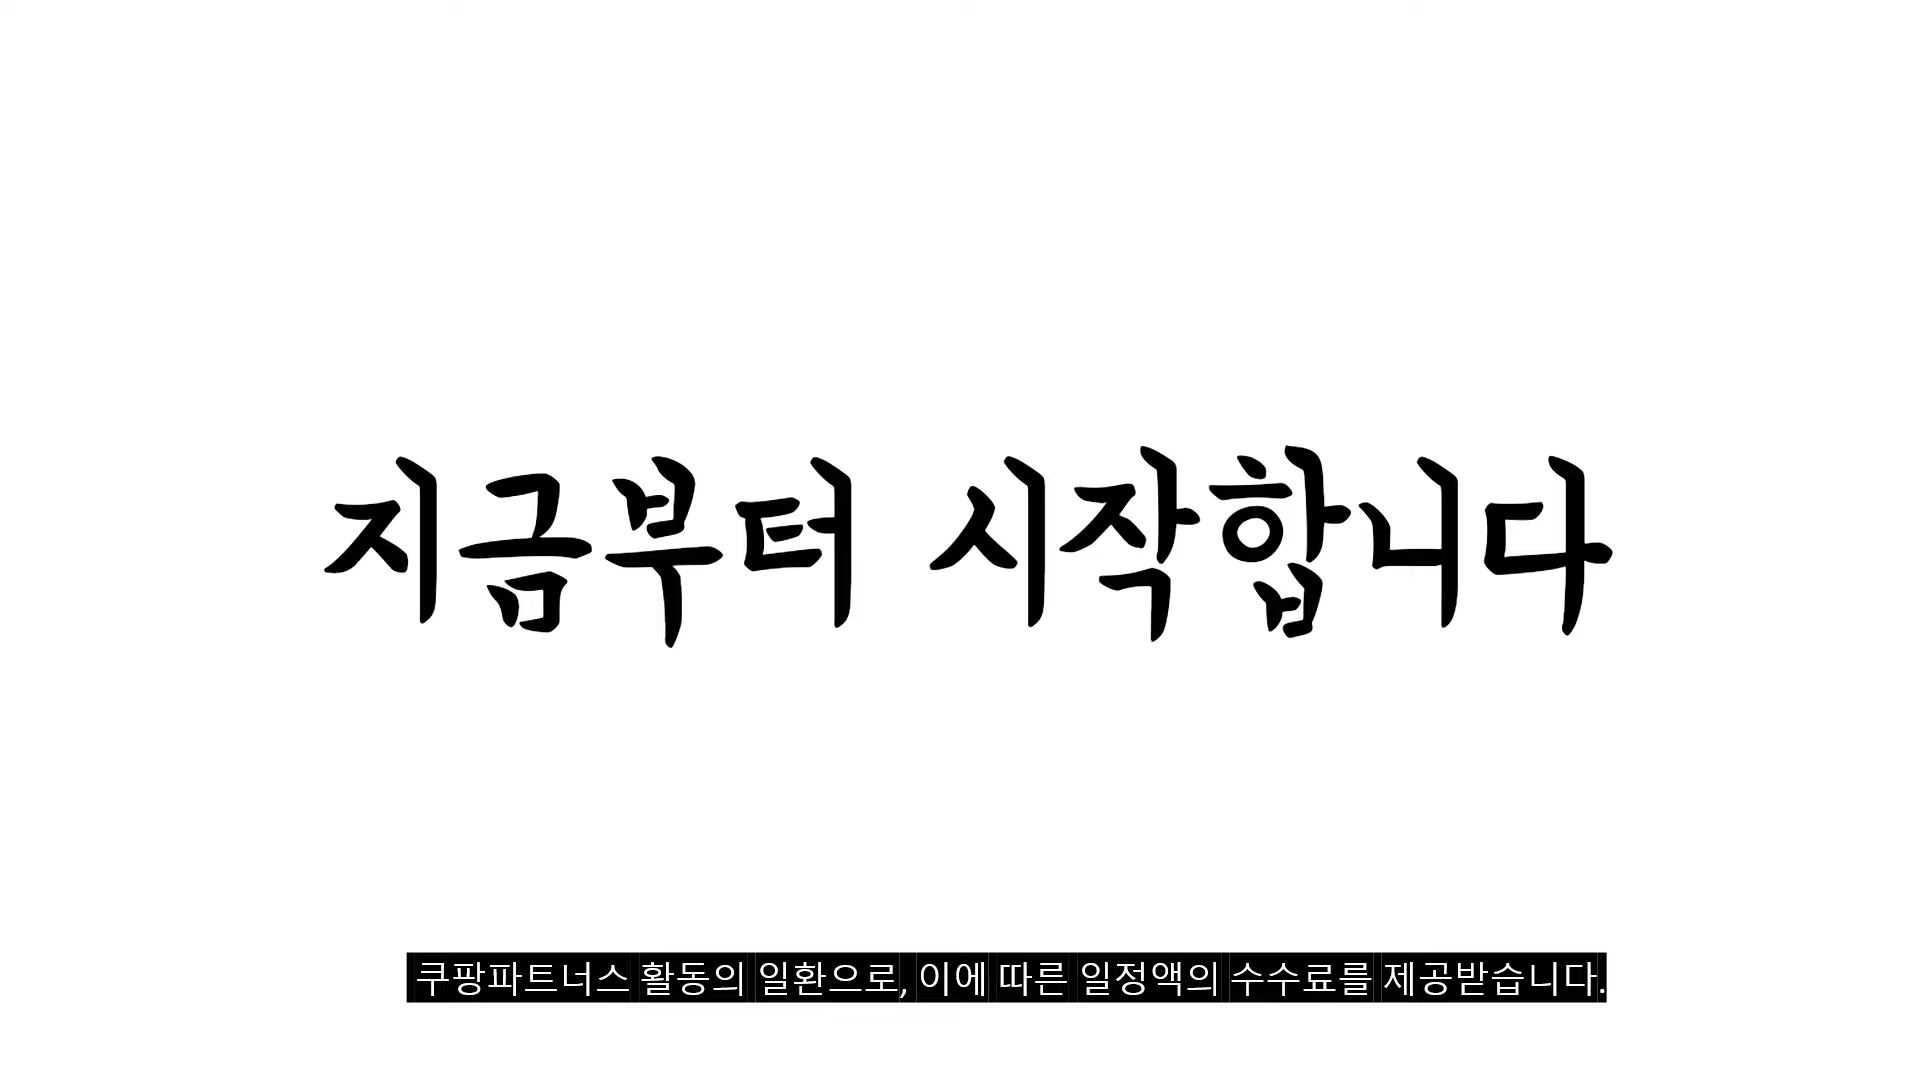 지금부터 시작합니다
쿠팡파트너스 활동의 일환으로, 이에 따른 일정액의 수수료를 제공받습니다.